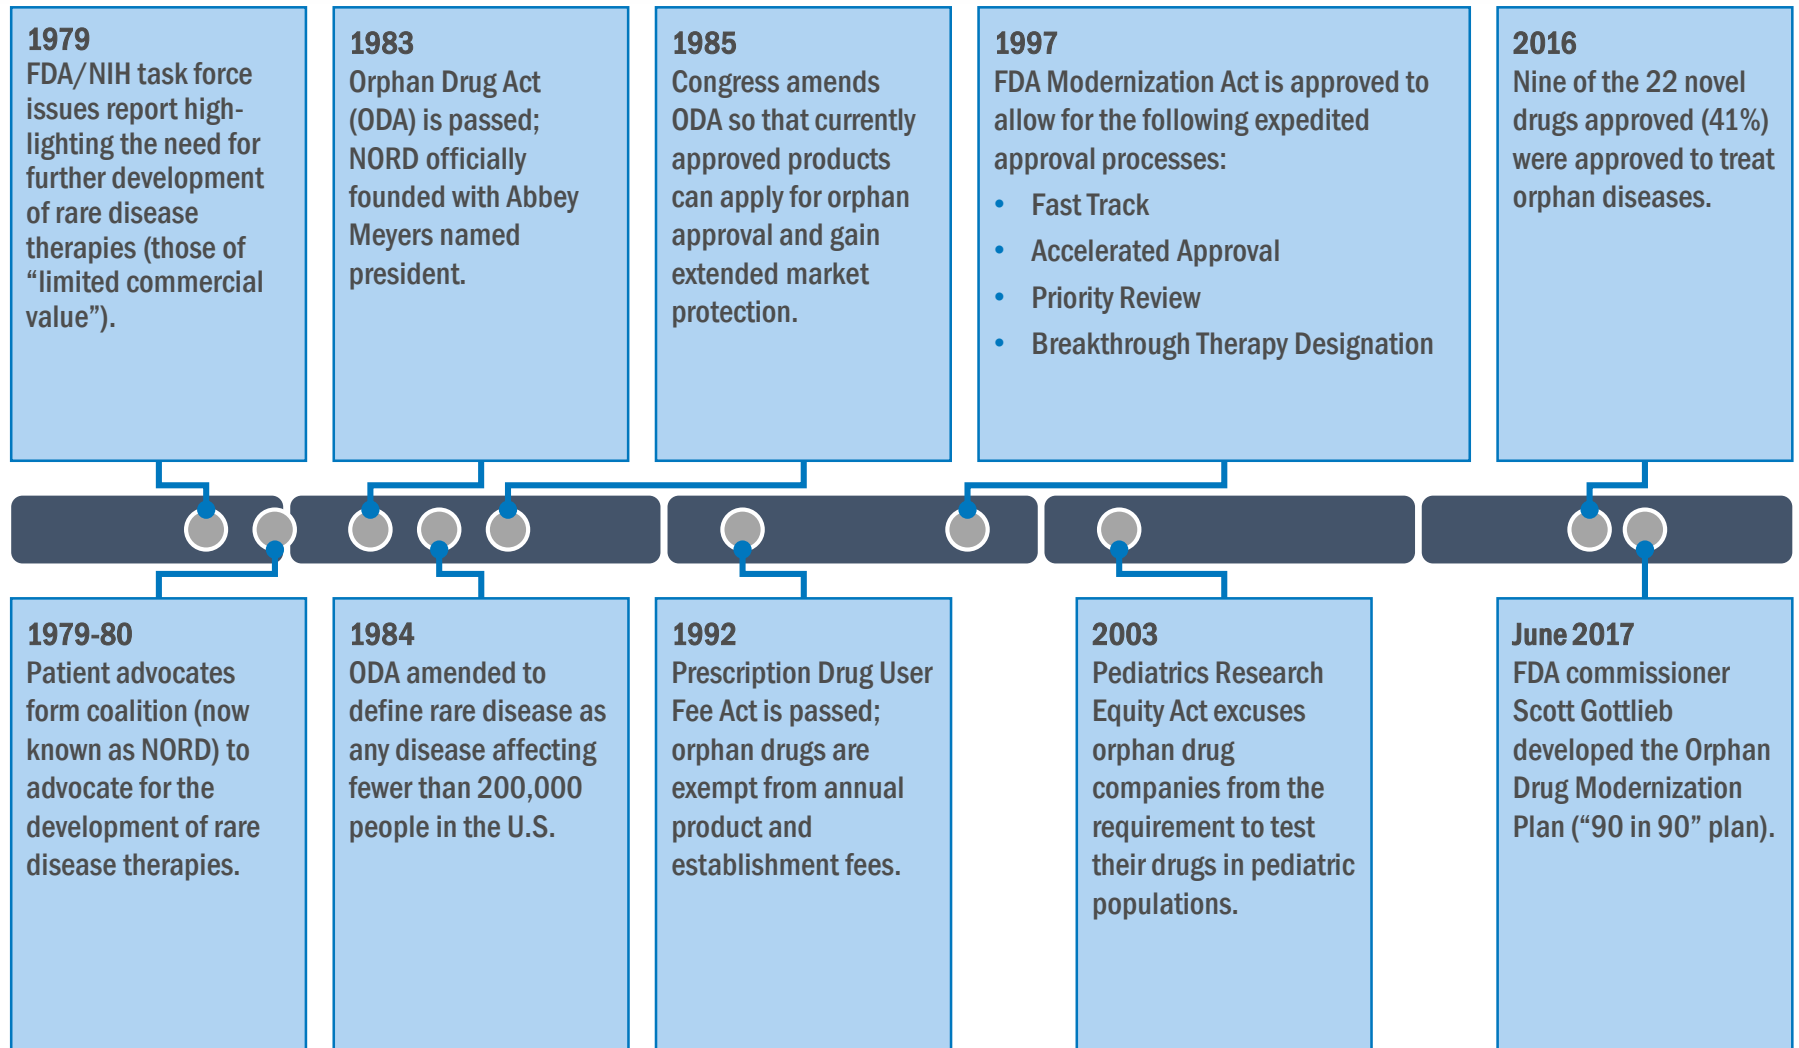 1979
FDA/NIH task force
issues report high-
lighting the need for
further development
of rare disease
therapies (those of
“limited commercial
value”).
1983
Orphan Drug Act
(ODA) is passed;
NORD officially
founded with Abbey
Meyers named
president.
1985
Congress amends
ODA so that currently
approved products
can apply for orphan
approval and gain
extended market
protection.
1997
FDA Modernization Act is approved to
allow for the following expedited
approval processes:
• Fast Track
• Accelerated Approval
• Priority Review
• Breakthrough Therapy Designation
2016
Nine of the 22 novel
drugs approved (41%)
were approved to treat
orphan diseases.
1979-80
Patient advocates
form coalition (now
known as NORD) to
advocate for the
development of rare
disease therapies.
1984
ODA amended to
define rare disease as
any disease affecting
fewer than 200,000
people in the U.S.
1992
Prescription Drug User
Fee Act is passed;
orphan drugs are
exempt from annual
product and
establishment fees.
2003
Pediatrics Research
Equity Act excuses
orphan drug
companies from the
requirement to test
their drugs in pediatric
populations.
June 2017
FDA commissioner
Scott Gottlieb
developed the Orphan
Drug Modernization
Plan (“90 in 90” plan).